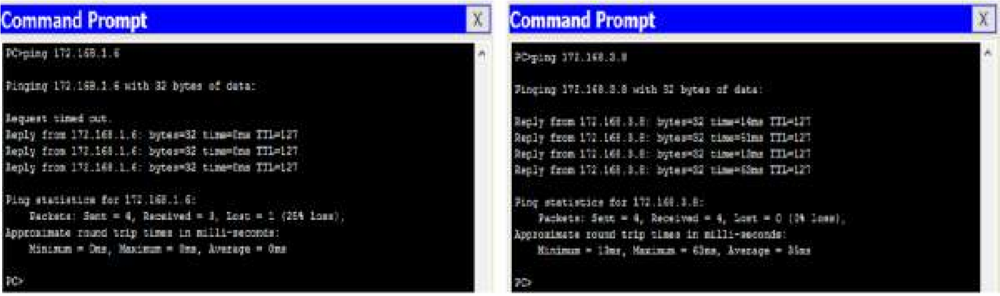 Command Prompt
X
PC>ping 172.168.1.6
Pinging 172.168.1.6 with 32 bytes of data:
Request timed out.
Reply from 172.168.1.6: bytes=32 time=0ms TTL=127
Reply from 172.168.1.6: bytes=32 time=0ms TTL=127
Reply from 172.168.1.6: bytes=32 time=0ms TTL=127
Ping statistics for 172.168.1.6:
Packets: Sent = 4, Received = 3, Lost = 1 (25% loss),
Approximate round trip times in milli-seconds:
Minimum = 0ms, Maximum = 0ms, Average = 0ms
PC>
Command Prompt
X
PC>ping 172.168.3.8
Pinging 172.168.3.8 with 32 bytes of data:
Reply from 172.168.3.8: bytes=32 time=14ms TTL=127
Reply from 172.168.3.8: bytes=32 time=51ms TTL=127
Reply from 172.168.3.8: bytes=32 time=13ms TTL=127
Reply from 172.168.3.8: bytes=32 time=63ms TTL=127
Ping statistics for 172.168.3.8:
Packets: Sent = 4, Received = 4, Lost = 0 (0% loss),
Approximate round trip times in milli-seconds:
Minimum = 13ms, Maximum = 63ms, Average = 35ms
PC>